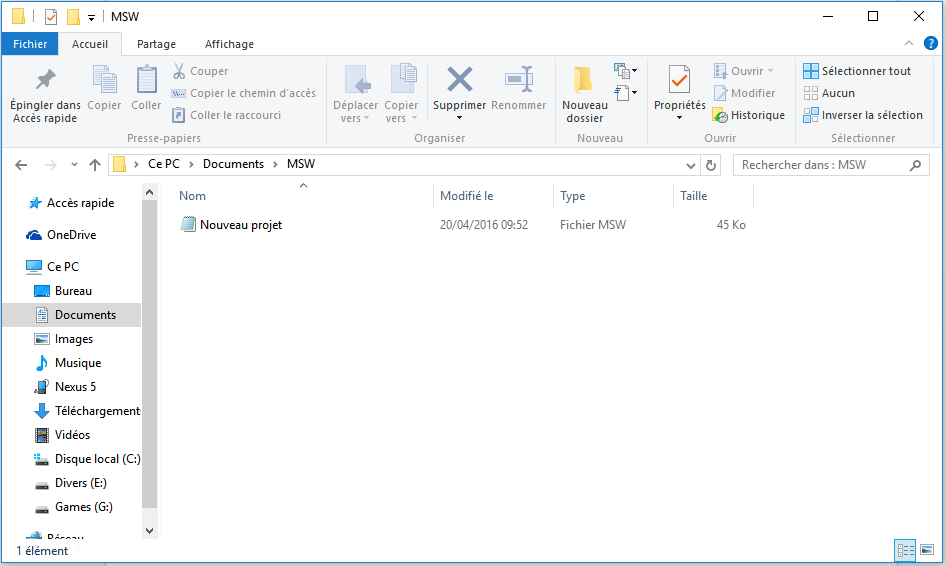 MSW
Fichier Accueil Partage Affichage
Épingler dans Accès rapide
Copier
Coller
Couper
Copier le chemin d'accès
Coller le raccourci
Presse-papiers
Déplacer vers
Copier vers
Supprimer
Renommer
Organiser
Nouveau dossier
Nouveau
Propriétés
Ouvrir
Modifier
Historique
Ouvrir
Sélectionner tout
Aucun
Inverser la sélection
Sélectionner
Ce PC > Documents > MSW
Rechercher dans : MSW
Nom Modifié le Type Taille
Nouveau projet 20/04/2016 09:52 Fichier MSW 45 Ko
Accès rapide
OneDrive
Ce PC
Bureau
Documents
Images
Musique
Nexus 5
Téléchargement
Vidéos
Disque local (C:)
Divers (E:)
Games (G:)
Réseau
1 élément